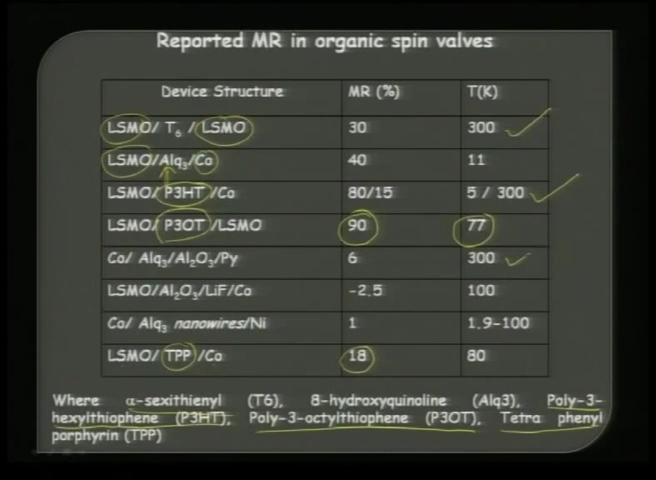 Reported MR in organic spin valves
Device Structure MR (%) T(K)
LSMO/ T₆ /LSMO 30 300
LSMO/Alq₃/Co 40 11
LSMO/ P3HT /Co 80/15 5 / 300
LSMO/ P3OT /LSMO 90 77
Co/ Alq₃/Al₂O₃/Py 6 300
LSMO/Al₂O₃/LiF/Co -2.5 100
Co/ Alq₃ nanowires/Ni 1 1.9-100
LSMO/ TPP /Co 18 80
Where α-sexithienyl (T6), 8-hydroxyquinoline (Alq3), Poly-3-
hexylthiophene (P3HT), Poly-3-octylthiophene (P3OT), Tetra phenyl
porphyrin (TPP)